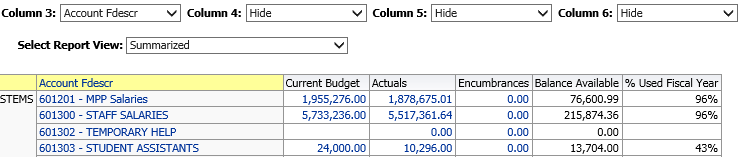 Column 3: Account Fdescr Column 4: Hide Column 5: Hide Column 6: Hide
Select Report View: Summarized
Account Fdescr Current Budget Actuals Encumbrances Balance Available % Used Fiscal Year
STEMS 601201 - MPP Salaries 1,955,276.00 1,878,675.01 0.00 76,600.99 96%
601300 - STAFF SALARIES 5,733,236.00 5,517,361.64 0.00 215,874.36 96%
601302 - TEMPORARY HELP 0.00 0.00 0.00
601303 - STUDENT ASSISTANTS 24,000.00 10,296.00 0.00 13,704.00 43%